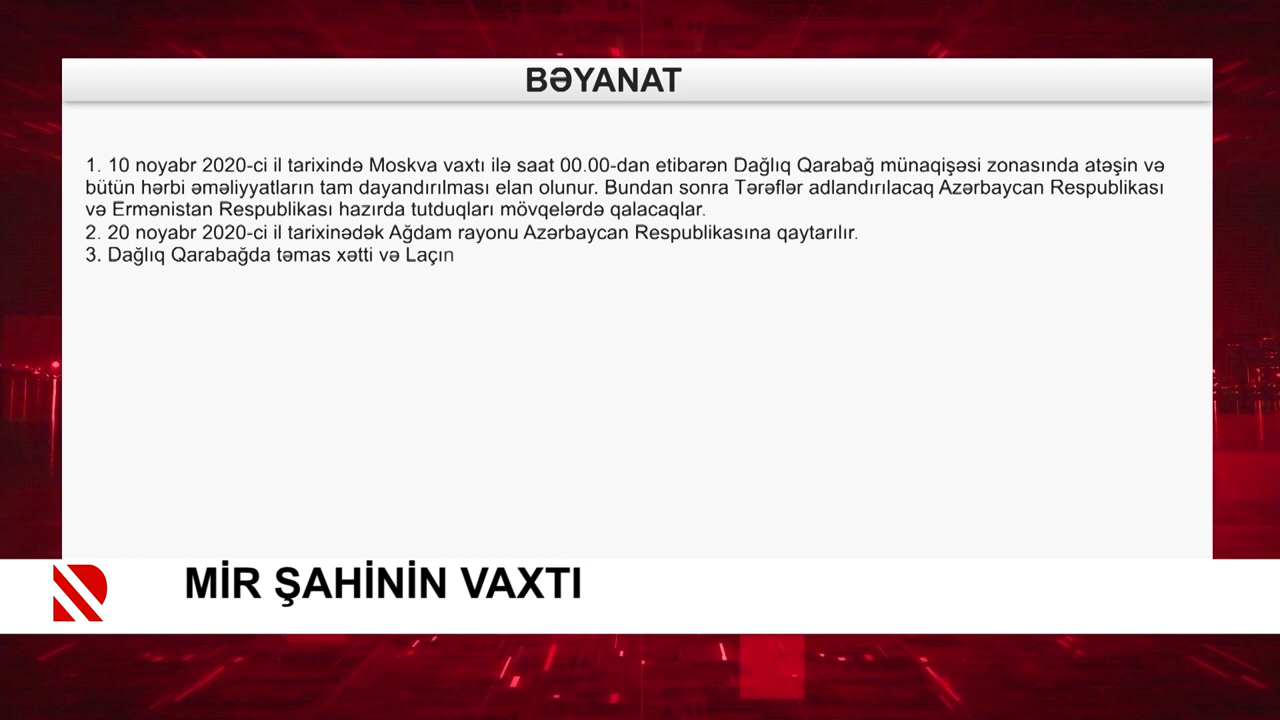 BƏYANAT
1. 10 noyabr 2020-ci il tarixində Moskva vaxtı ilə saat 00.00-dan etibarən Dağlıq Qarabağ münaqişəsi zonasında atəşin və
bütün hərbi əməliyyatların tam dayandırılması elan olunur. Bundan sonra Tərəflər adlandırılacaq Azərbaycan Respublikası
və Ermənistan Respublikası hazırda tutduqları mövqelərdə qalacaqlar.
2. 20 noyabr 2020-ci il tarixinədək Ağdam rayonu Azərbaycan Respublikasına qaytarılır.
3. Dağlıq Qarabağda təmas xətti və Laçın
MİR ŞAHİNİN VAXTI